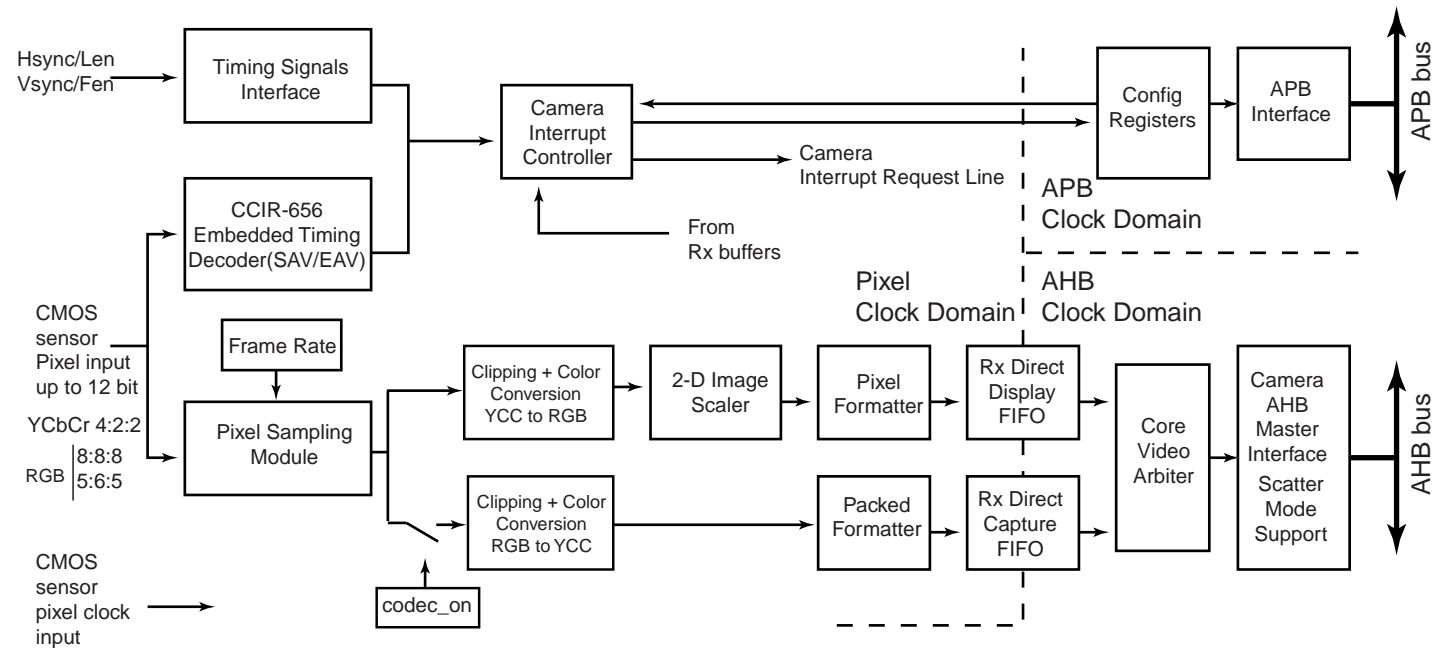 Hsync/Len
Vsync/Fen
Timing Signals
Interface
CCIR-656
Embedded Timing
Decoder(SAV/EAV)
Camera
Interrupt
Controller
Camera
Interrupt Request Line
From
Rx buffers
Config
Registers
APB
Interface
APB bus
APB
Clock Domain
Pixel
Clock Domain
AHB
Clock Domain
CMOS
sensor
Pixel input
up to 12 bit
YCbCr 4:2:2
RGB
8:8:8
5:6:5
Frame Rate
Pixel Sampling
Module
Clipping + Color
Conversion
YCC to RGB
2-D Image
Scaler
Pixel
Formatter
Rx Direct
Display
FIFO
Clipping + Color
Conversion
RGB to YCC
Packed
Formatter
Rx Direct
Capture
FIFO
Core
Video
Arbiter
Camera
AHB
Master
Interface
Scatter
Mode
Support
AHB bus
codec_on
CMOS
sensor
pixel clock
input